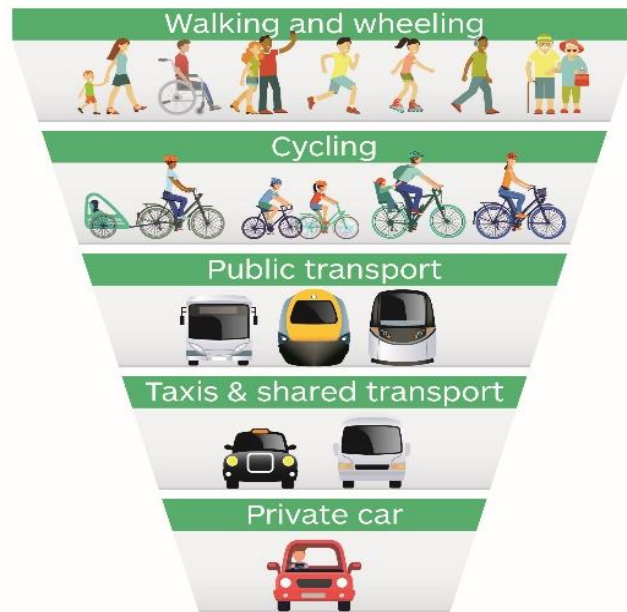 Walking and wheeling
Cycling
Public transport
Taxis & shared transport
Private car